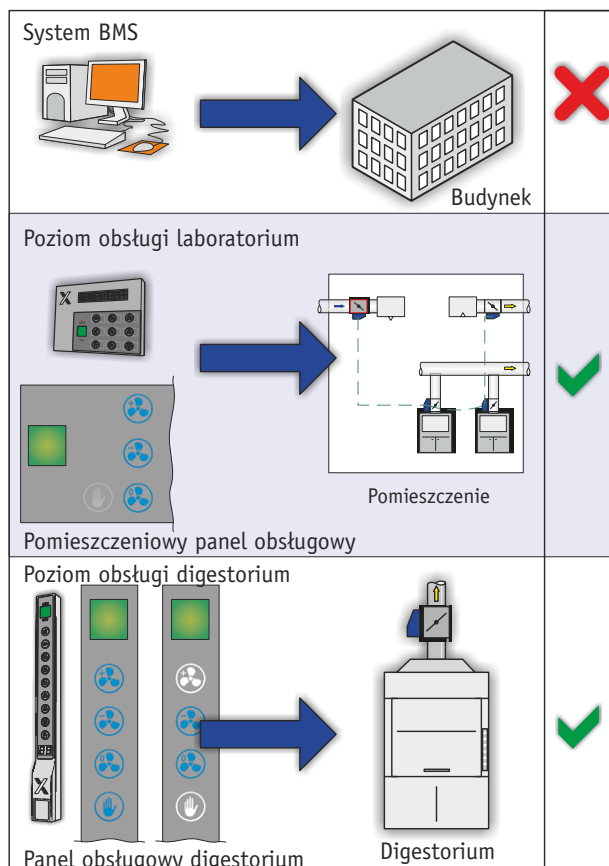 System BMS
Budynek
Poziom obsługi laboratorium
X
Pomieszczenie
Pomieszczeniowy panel obsługowy
Poziom obsługi digestorium
X
Panel obsługowy digestorium
Digestorium